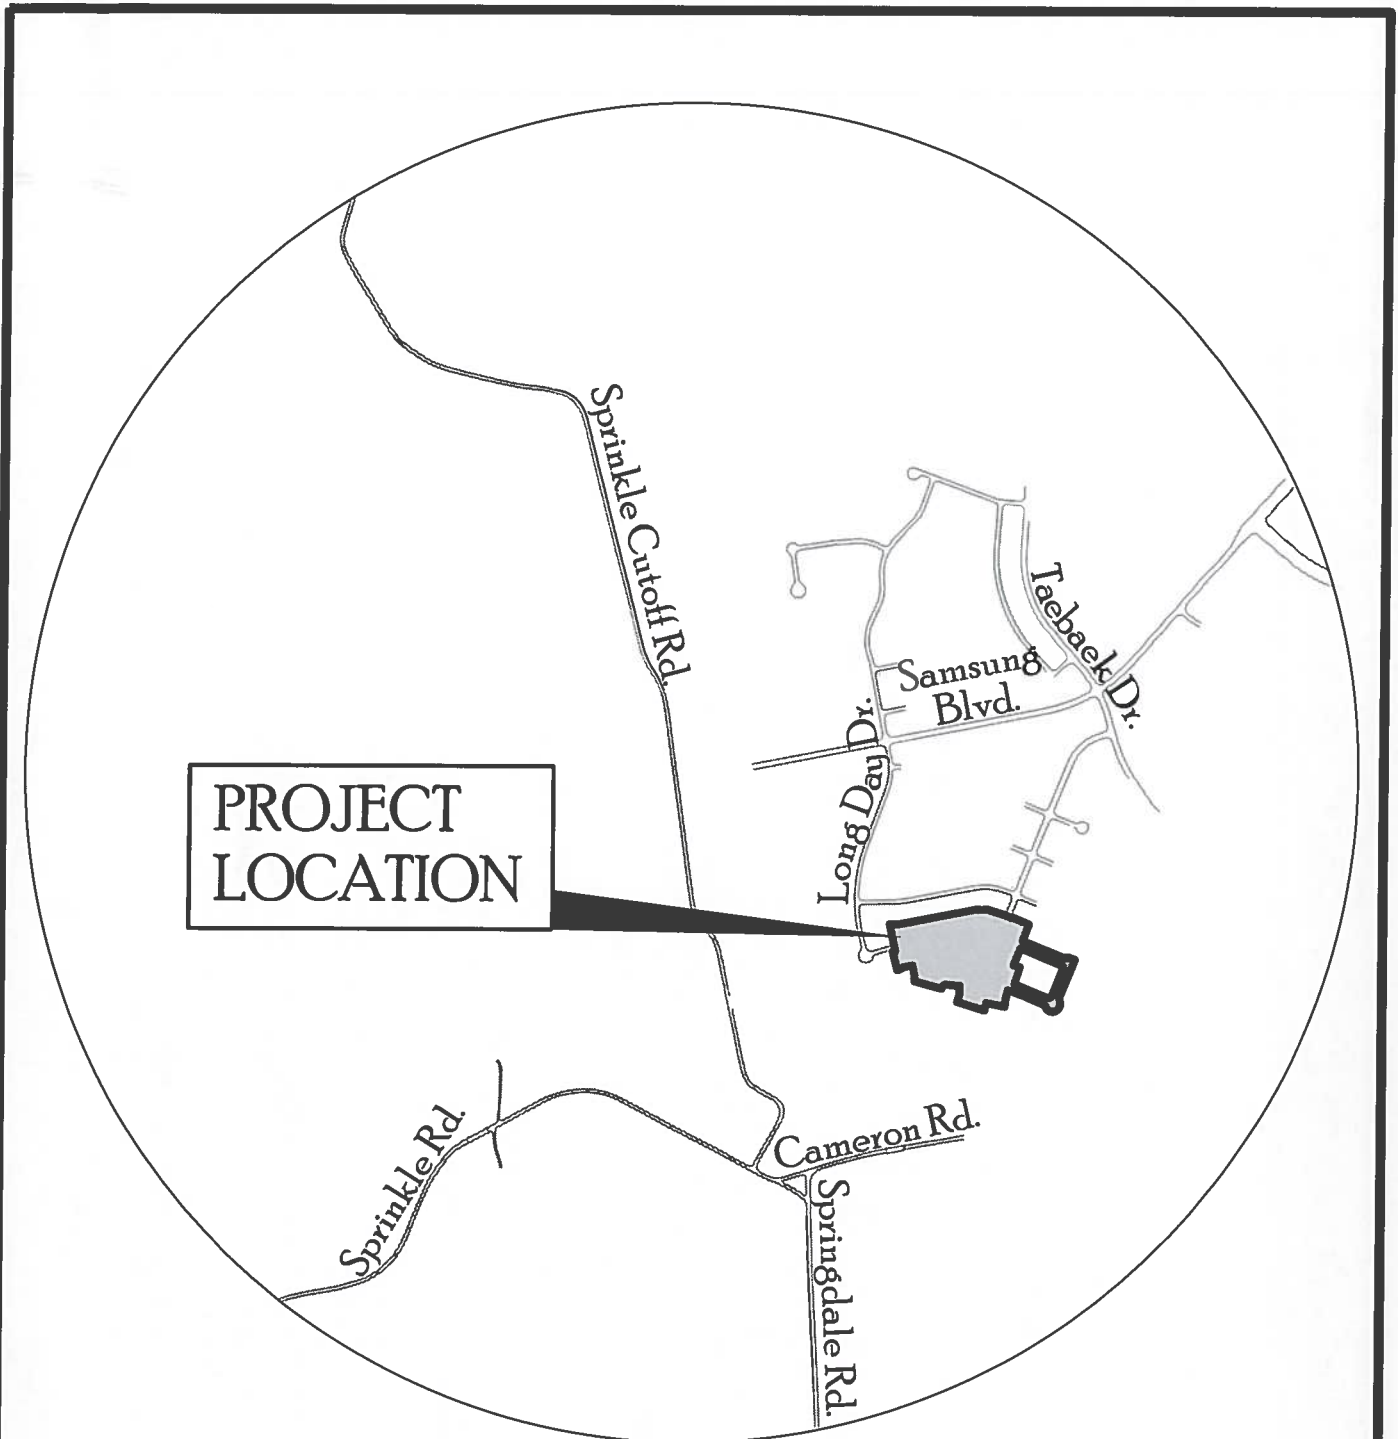 Sprinkle Cutoff Rd.
Taebaek Dr.
Samsung
Blvd.
Long Day Dr.
PROJECT
LOCATION
Cameron Rd.
Sprinkle Rd.
Springdale Rd.